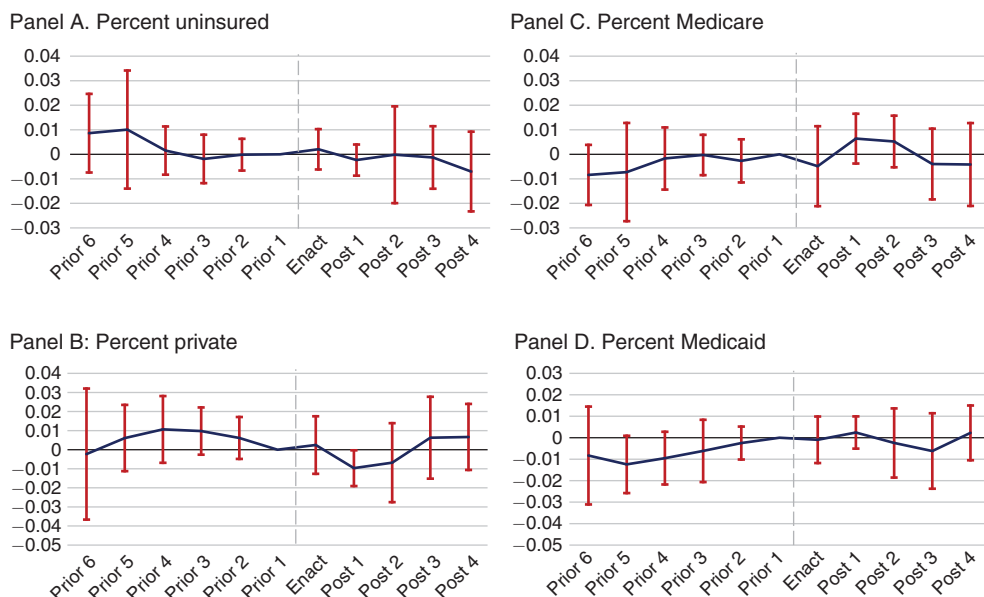 Panel A. Percent uninsured
0.04
0.03
0.02
0.01
0
−0.01
−0.02
−0.03
Prior 6
Prior 5
Prior 4
Prior 3
Prior 2
Prior 1
Enact
Post 1
Post 2
Post 3
Post 4
Panel C. Percent Medicare
0.04
0.03
0.02
0.01
0
−0.01
−0.02
−0.03
Prior 6
Prior 5
Prior 4
Prior 3
Prior 2
Prior 1
Enact
Post 1
Post 2
Post 3
Post 4
Panel B: Percent private
0.04
0.03
0.02
0.01
0
−0.01
−0.02
−0.03
−0.04
−0.05
Prior 6
Prior 5
Prior 4
Prior 3
Prior 2
Prior 1
Enact
Post 1
Post 2
Post 3
Post 4
Panel D. Percent Medicaid
0.03
0.02
0.01
0
−0.01
−0.02
−0.03
−0.04
−0.05
Prior 6
Prior 5
Prior 4
Prior 3
Prior 2
Prior 1
Enact
Post 1
Post 2
Post 3
Post 4